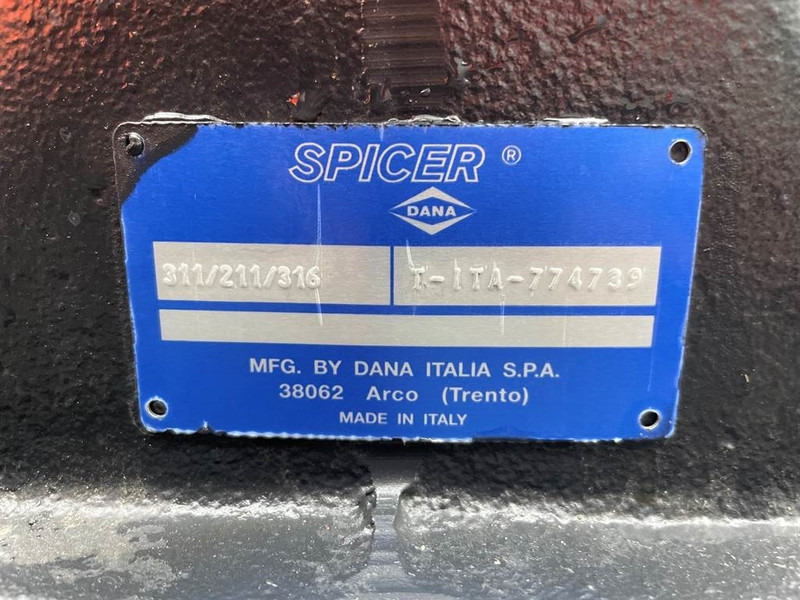 SPICER ®
DANA
311/211/316 T-ITA-774739
MFG. BY DANA ITALIA S.P.A.
38062 Arco (Trento)
MADE IN ITALY